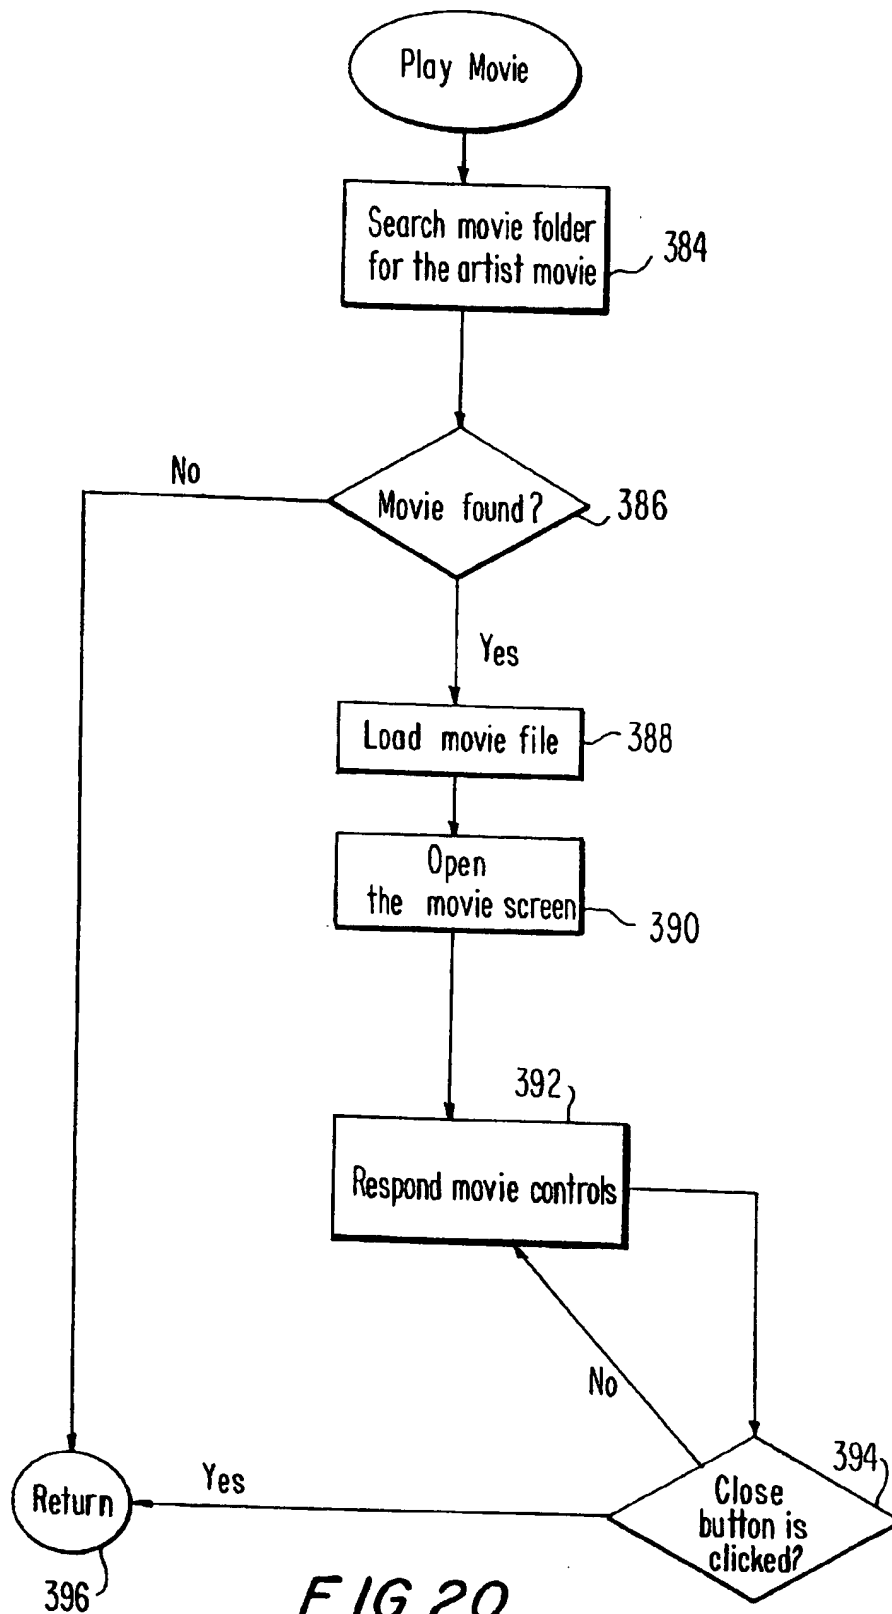 Play Movie
Search movie folder
for the artist movie
384
No
Movie found?
386
Yes
Load movie file
388
Open
the movie screen
390
392
Respond movie controls
No
394
Close
button is
clicked?
Yes
Return
396
FIG 20